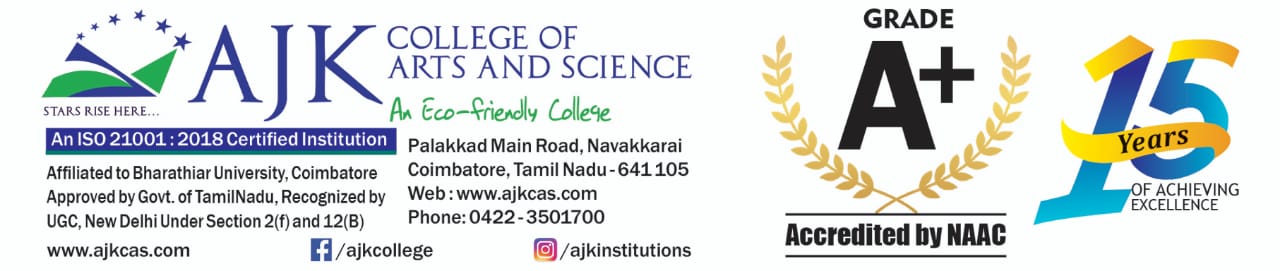 AJK
COLLEGE OF
ARTS AND SCIENCE
An Eco-friendly College
STARS RISE HERE...
An ISO 21001 : 2018 Certified Institution
Affiliated to Bharathiar University, Coimbatore
Approved by Govt. of TamilNadu, Recognized by
UGC, New Delhi Under Section 2(f) and 12(B)
www.ajkcas.com
Palakkad Main Road, Navakkarai
Coimbatore, Tamil Nadu - 641 105
Web : www.ajkcas.com
Phone: 0422 - 3501700
/ajkcollege
/ajkinstitutions
GRADE
A+
Accredited by NAAC
15
Years
OF ACHIEVING
EXCELLENCE